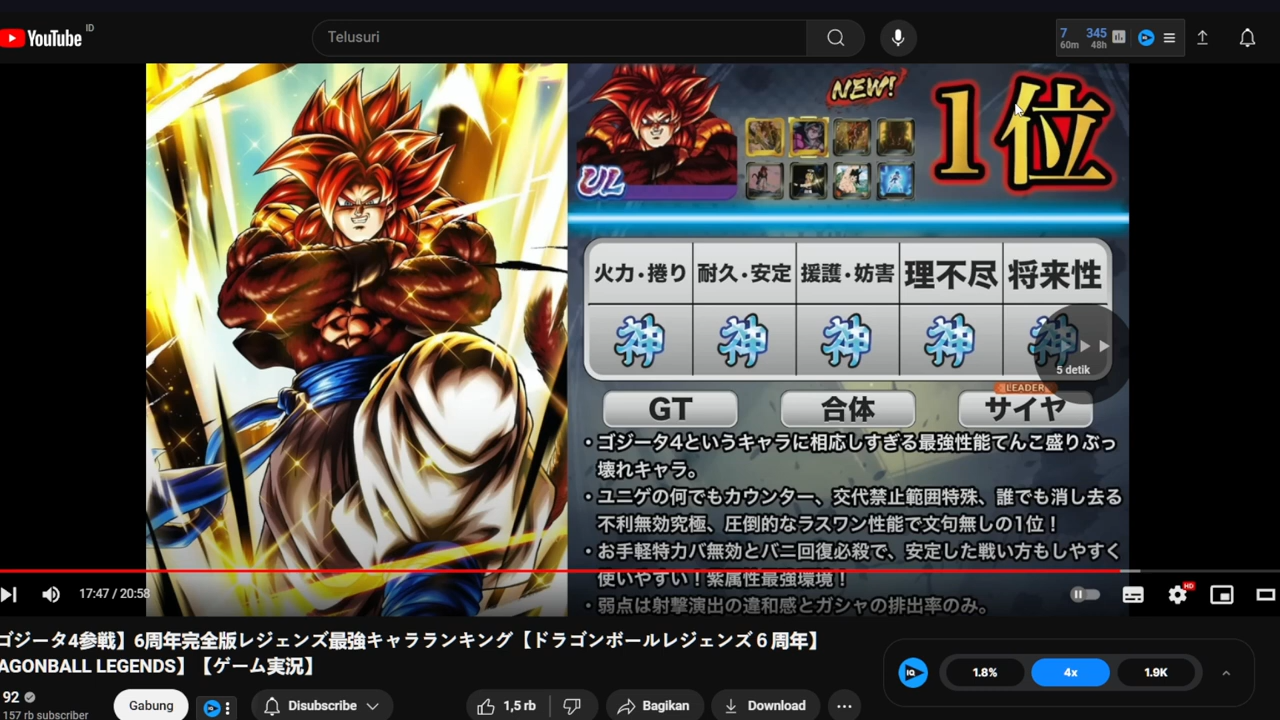 YouTube ID
Telusuri
7 345
60m 48h
NEW!
1位
UL
火力・捲り 耐久・安定 援護・妨害 理不尽 将来性
神 神 神 神 神
5 detik
LEADER
GT 合体 サイヤ
・ゴジータ4というキャラに相応しすぎる最強性能てんこ盛りぶっ
壊れキャラ。
・ユニゲの何でもカウンター、交代禁止範囲特殊、誰でも消し去る
不利無効究極、圧倒的なラスワン性能で文句無しの1位！
・お手軽特力バ無効とバニ回復必殺で、安定した戦い方もしやすく
使いやすい！紫属性最強環境！
・弱点は射撃演出の違和感とガシャの排出率のみ。
17:47 / 20:58
HD
ゴジータ4参戦】6周年完全版レジェンズ最強キャラランキング【ドラゴンボールレジェンズ６周年】
AGONBALL LEGENDS】【ゲーム実況】
IQ 1.8% 4x 1.9K
92
157 rb subscriber
Gabung
IQ
Disubscribe
1,5 rb
Bagikan
Download